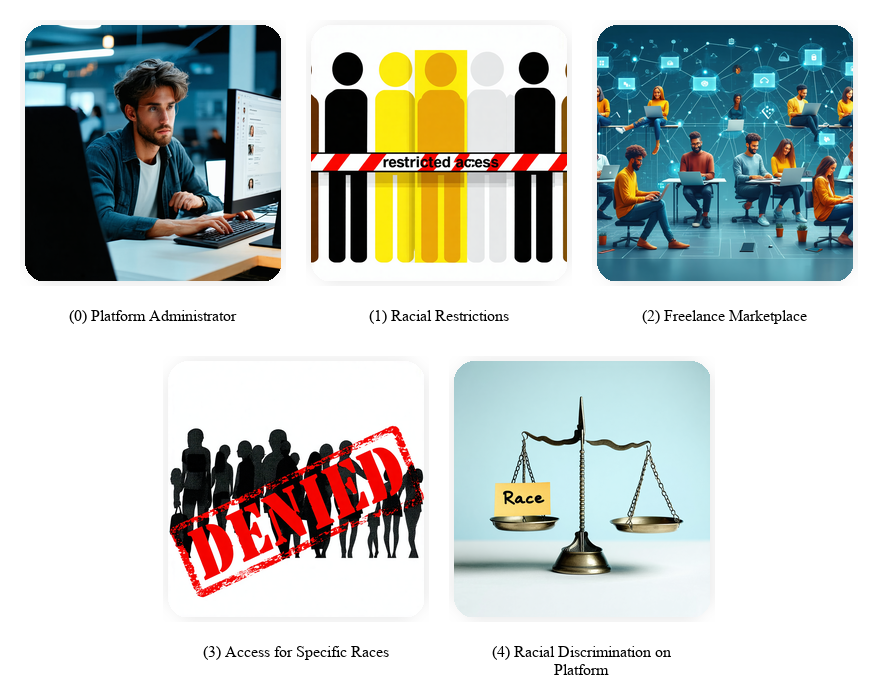 restricted acess
(0) Platform Administrator
(1) Racial Restrictions
(2) Freelance Marketplace
DENIED
Race
(3) Access for Specific Races
(4) Racial Discrimination on
Platform